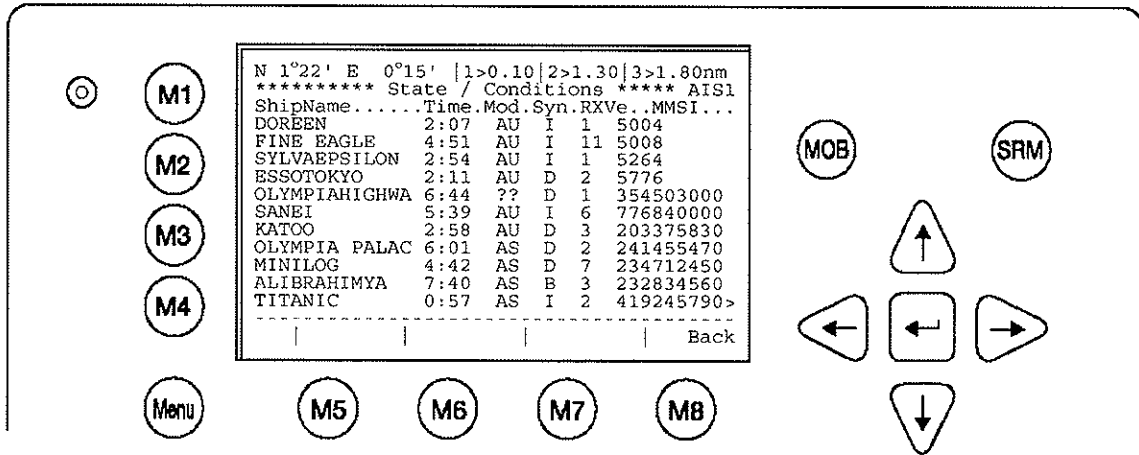 N 1°22' E 0°15' |1>0.10|2>1.30|3>1.80nm
********** State / Conditions ***** AIS1
ShipName......Time.Mod.Syn.RXVe..MMSI...
DOREEN 2:07 AU I 1 5004
FINE EAGLE 4:51 AU I 11 5008
SYLVAEPSILON 2:54 AU I 1 5264
ESSOTOKYO 2:11 AU D 2 5776
OLYMPIAHIGHWA 6:44 ?? D 1 354503000
SANEI 5:39 AU I 6 776840000
KATOO 2:58 AU D 3 203375830
OLYMPIA PALAC 6:01 AS D 2 241455470
MINILOG 4:42 AS D 7 234712450
ALIBRAHIMYA 7:40 AS B 3 232834560
TITANIC 0:57 AS I 2 419245790>
Back
M1
M2
M3
M4
Menu
M5
M6
M7
M8
MOB
SRM